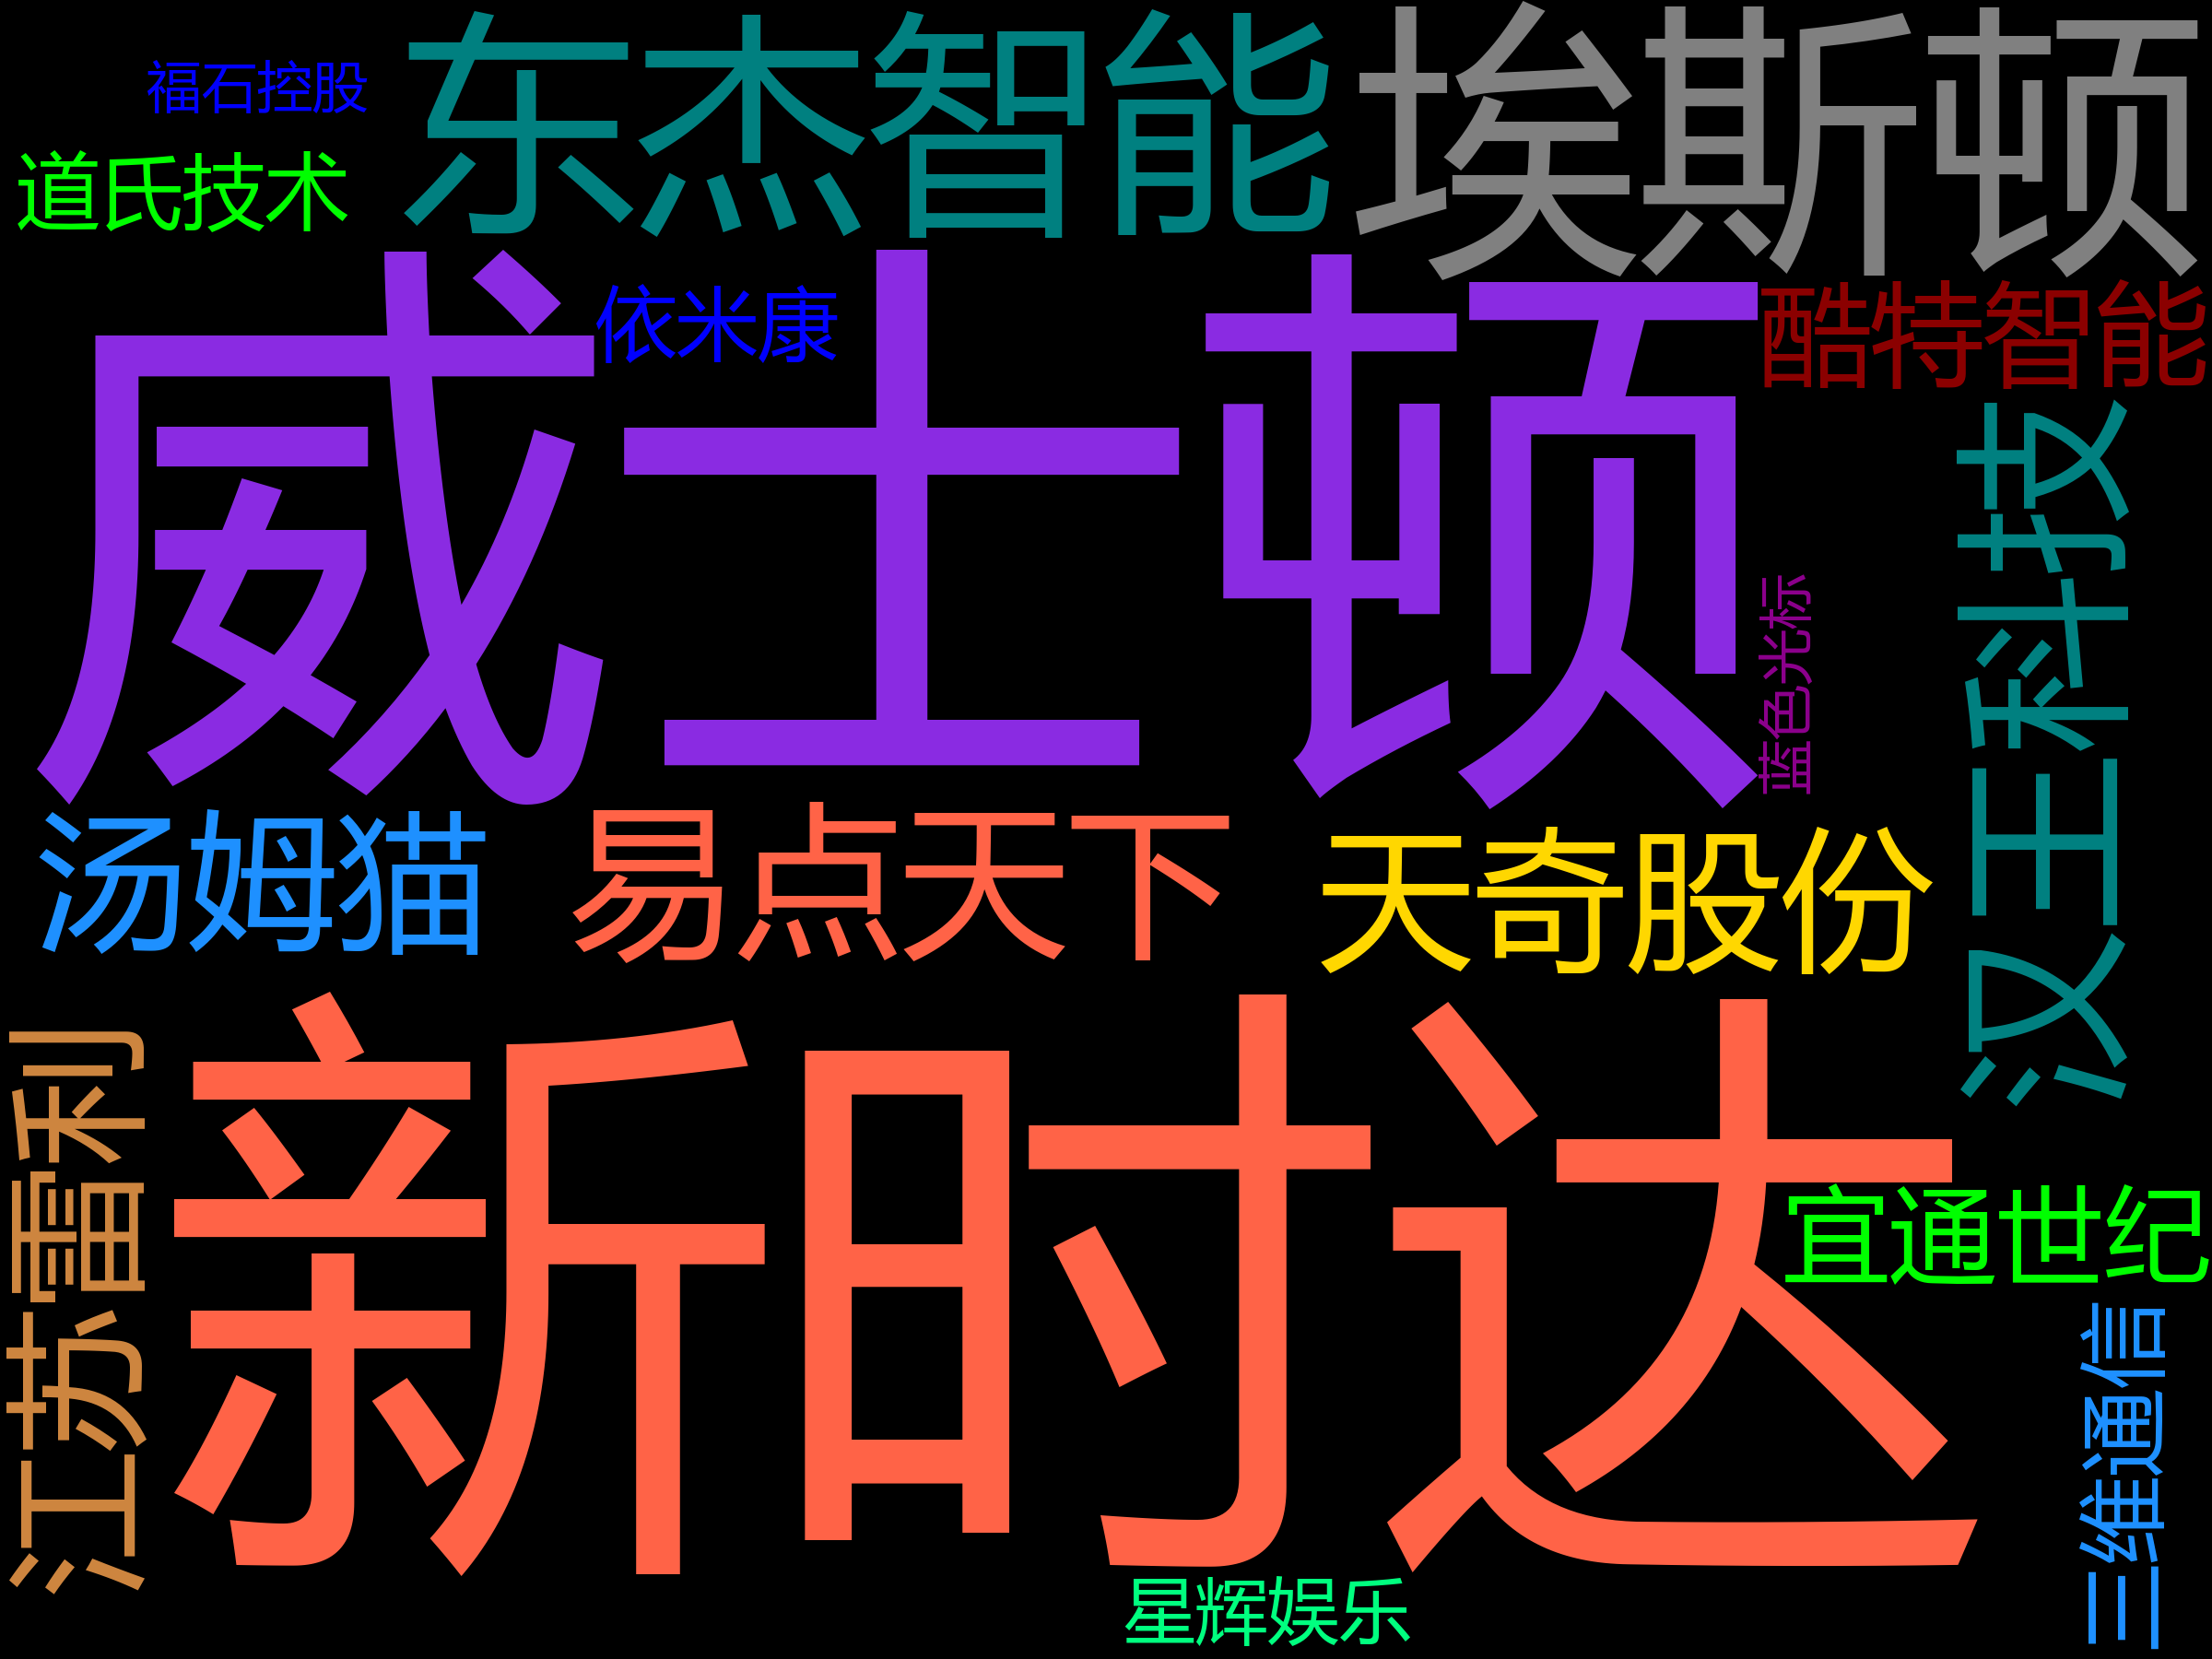 福石控股
东杰智能
埃斯顿
道氏技术
威士顿
依米康
酷特智能
汉王科技
蓝色光标
汤姆猫
易点天下
天奇股份
江苏雷利
新时达
宜通世纪
三维通信
星辉娱乐